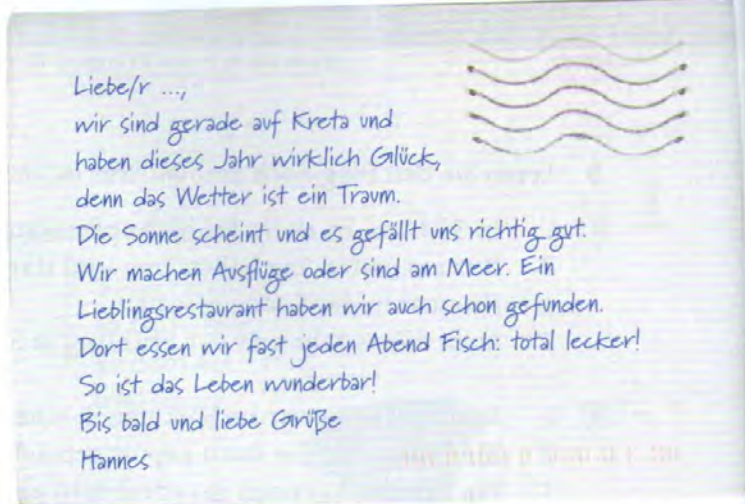 Liebe/r ...,
wir sind gerade auf Kreta und
haben dieses Jahr wirklich Glück,
denn das Wetter ist ein Traum.
Die Sonne scheint und es gefällt uns richtig gut.
Wir machen Ausflüge oder sind am Meer. Ein
Lieblingsrestaurant haben wir auch schon gefunden.
Dort essen wir fast jeden Abend Fisch: total lecker!
So ist das Leben wunderbar!
Bis bald und liebe Grüße
Hannes